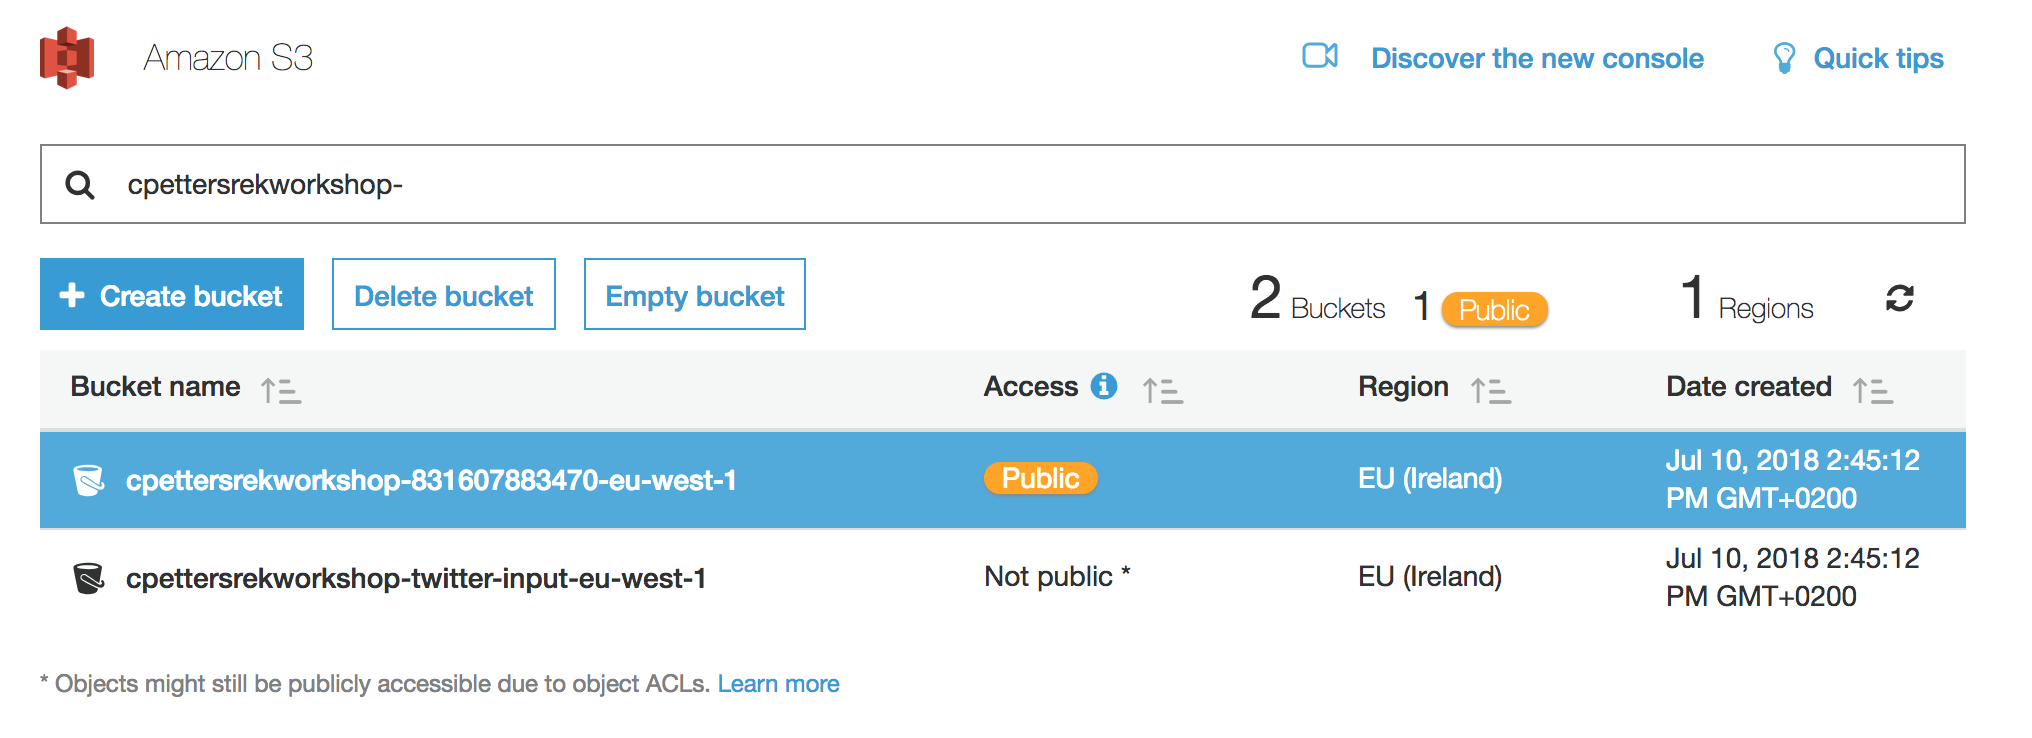 Amazon S3
Discover the new console
Quick tips
cpettersrekworkshop-
Create bucket
Delete bucket
Empty bucket
2 Buckets
1 Public
1 Regions
Bucket name
Access
Region
Date created
cpettersrekworkshop-831607883470-eu-west-1
Public
EU (Ireland)
Jul 10, 2018 2:45:12
PM GMT+0200
cpettersrekworkshop-twitter-input-eu-west-1
Not public *
EU (Ireland)
Jul 10, 2018 2:45:12
PM GMT+0200
* Objects might still be publicly accessible due to object ACLs. Learn more